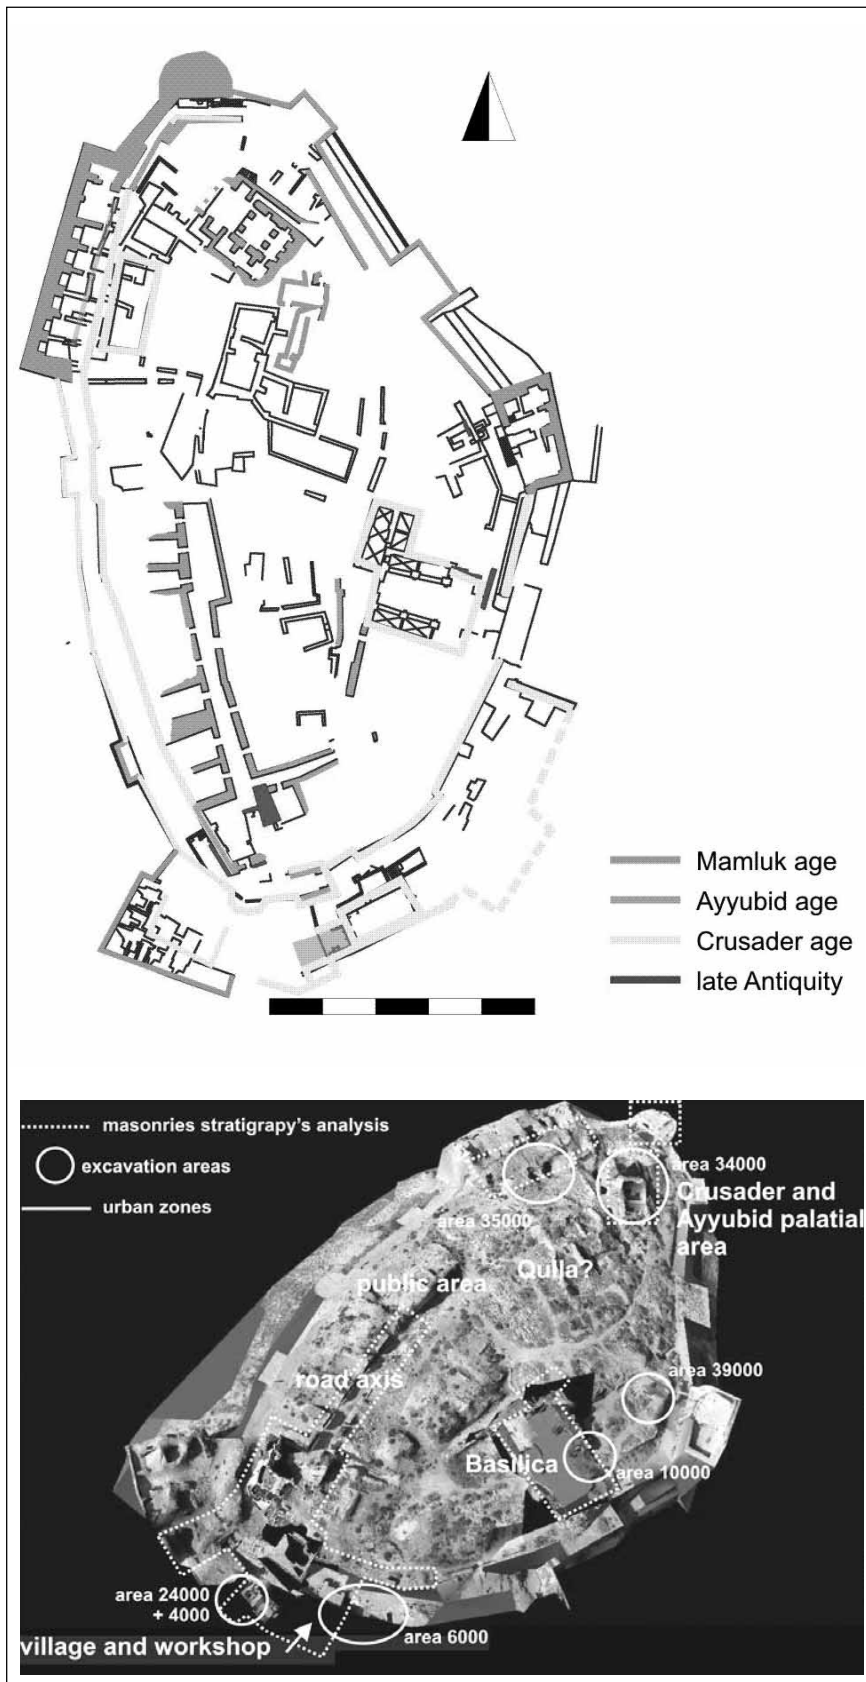 Mamluk age
Ayyubid age
Crusader age
late Antiquity
masonries stratigrapy's analysis
excavation areas
urban zones
area 34000
Crusader and
Ayyubid palatial
area
area 35000
Qulla?
public area
road axis
area 39000
Basilica
area 10000
area 24000
+ 4000
area 6000
village and workshop